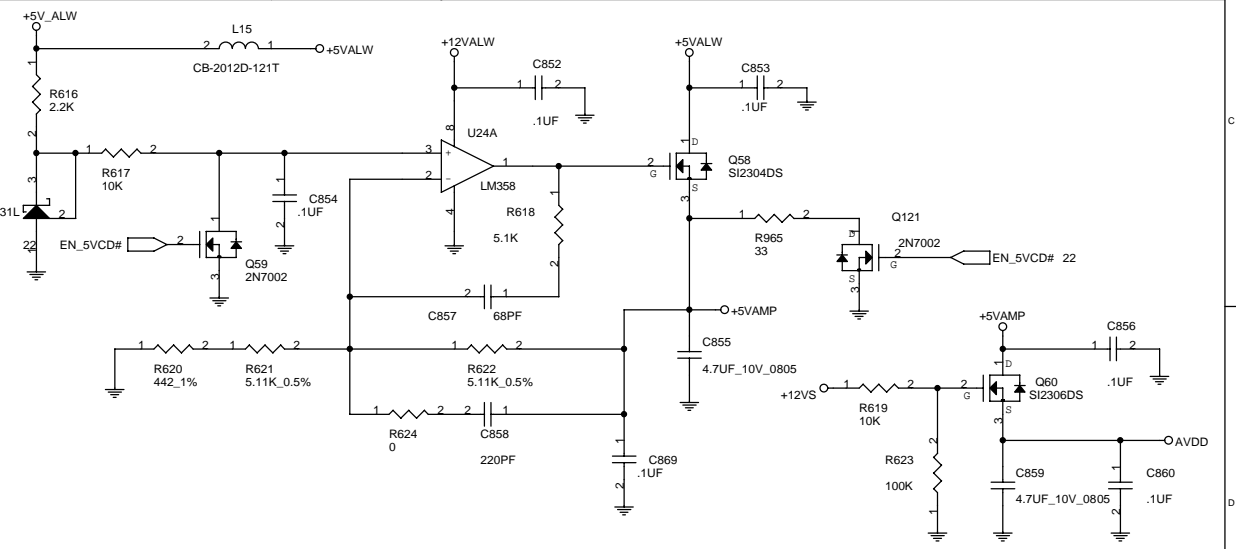 +5V_ALW
L15
2 1
+5VALW
CB-2012D-121T
1
R616
2.2K
2
+12VALW
C852
1 2
.1UF
8
U24A
3 +
2 -
1
LM358
4
+5VALW
C853
1 2
.1UF
1 D
2
G
Q58
SI2304DS
S
3
1 2
R617
10K
3
31L
2
22
1
EN_5VCD#
2
1
Q59
2N7002
3
1
C854
.1UF
2
1
R618
5.1K
2
1 2
R965
33
Q121
2N7002
D
2
G
S
3
EN_5VCD# 22
2 1
C857 68PF
+5VAMP
C855
4.7UF_10V_0805
1 2
R620
442_1%
1 2
R621
5.11K_0.5%
2
R622
5.11K_0.5%
1 2
R624
0
2 1
C858
220PF
1
C869
.1UF
2
+5VAMP
C856
1 2
.1UF
1 D
Q60
SI2306DS
2
G
S
3
+12VS
1 2
R619
10K
2
R623
100K
1
AVDD
C859
4.7UF_10V_0805
1
C860
.1UF
2
C
D